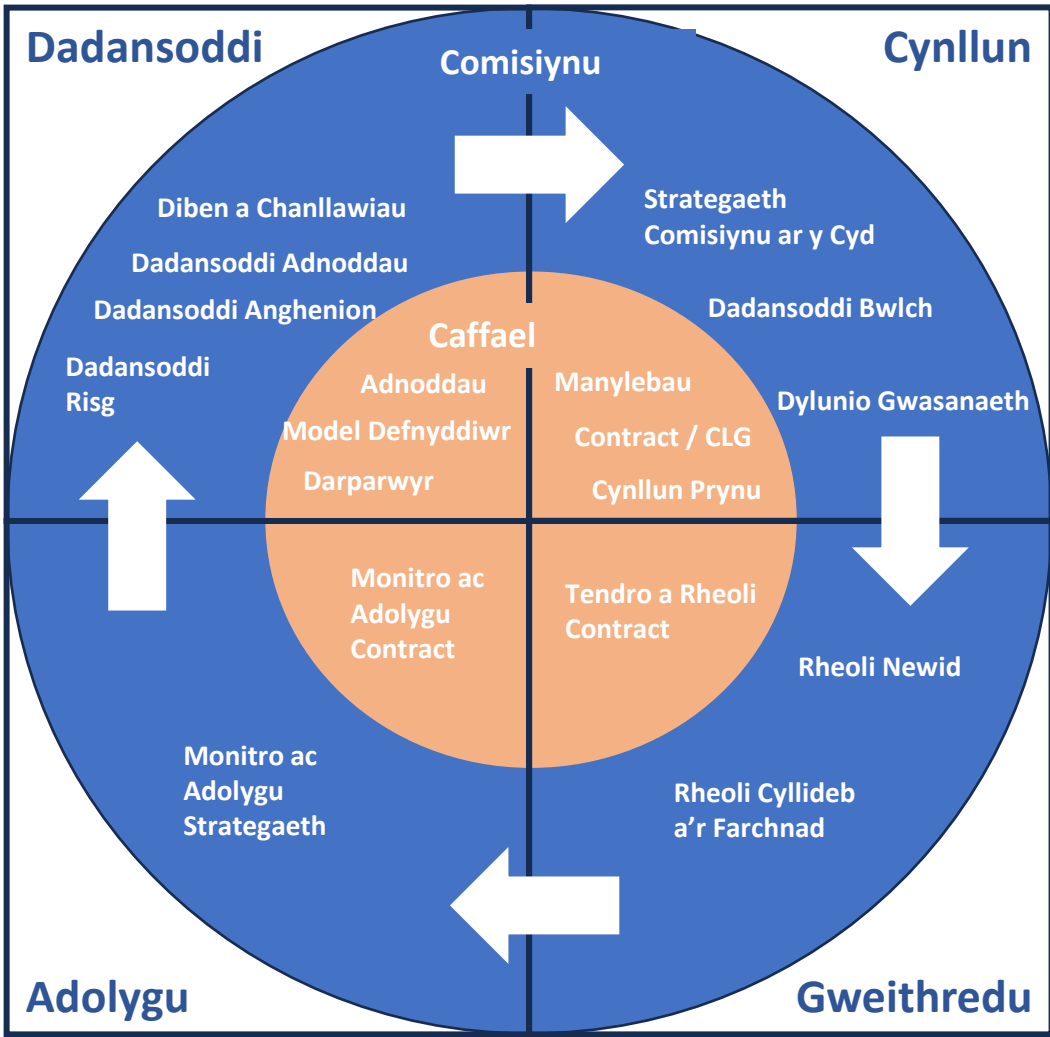 Dadansoddi
Comisiynu
Cynllun
Diben a Chanllawiau
Dadansoddi Adnoddau
Dadansoddi Anghenion
Dadansoddi
Risg
Strategaeth
Comisiynu ar y Cyd
Dadansoddi Bwlch
Dylunio Gwasanaeth
Caffael
Adnoddau
Model Defnyddiwr
Darparwyr
Manylebau
Contract / CLG
Cynllun Prynu
Monitro ac
Adolygu
Contract
Tendro a Rheoli
Contract
Rheoli Newid
Rheoli Cyllideb
a’r Farchnad
Monitro ac
Adolygu
Strategaeth
Adolygu
Gweithredu